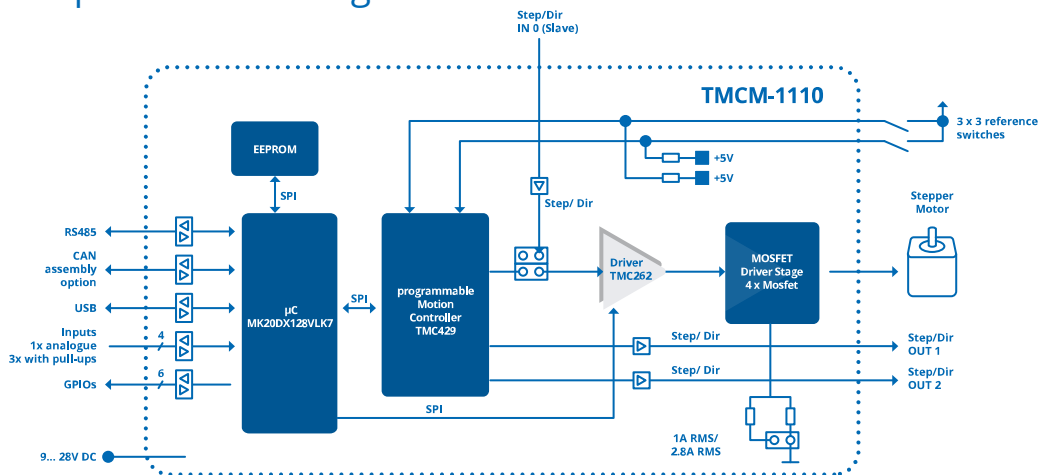 Step/Dir
IN 0 (Slave)
TMCM-1110
3 x 3 reference
switches
EEPROM
+5V
+5V
SPI
Step/ Dir
Stepper
Motor
RS485
CAN
assembly
option
USB
Inputs
1x analogue
3x with pull-ups
4
GPIOs
6
µC
MK20DX128VLK7
SPI
programmable
Motion
Controller
TMC429
Driver
TMC262
MOSFET
Driver Stage
4 x Mosfet
Step/ Dir
Step/Dir
OUT 1
Step/ Dir
Step/Dir
OUT 2
SPI
1A RMS/
2.8A RMS
9... 28V DC